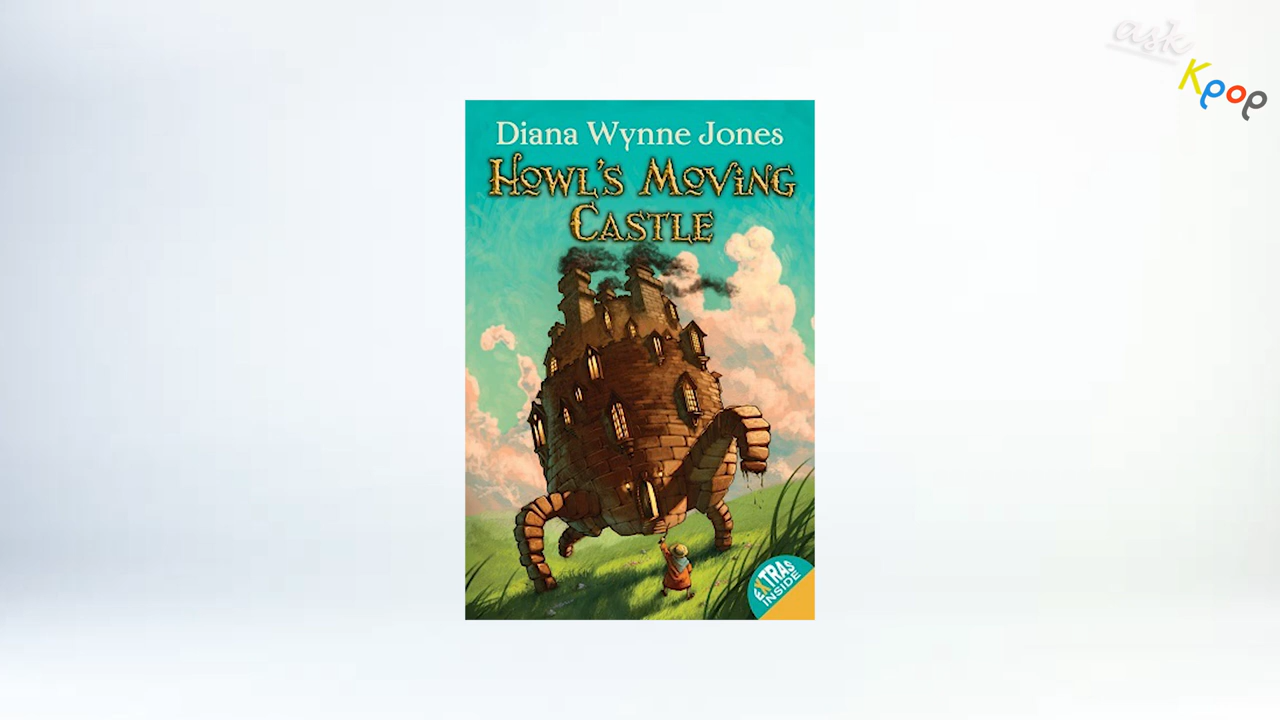 ask
Kpop
Diana Wynne Jones
HOWL'S MOVING
CASTLE
EXTRAS
INSIDE